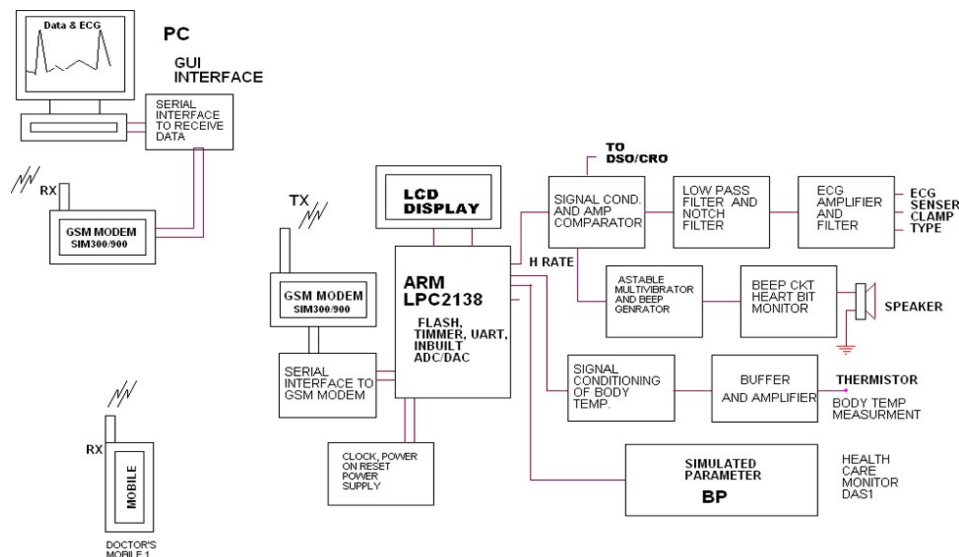 Data & ECG
PC
GUI
INTERFACE
SERIAL
INTERFACE
TO RECEIVE
DATA
RX
GSM MODEM
SIM300/900
TX
GSM MODEM
SIM300/900
SERIAL
INTERFACE TO
GSM MODEM
LCD
DISPLAY
ARM
LPC2138
FLASH,
TIMMER, UART,
INBUILT
ADC/DAC
CLOCK, POWER
ON RESET
POWER
SUPPLY
TO
DSO/CRO
SIGNAL COND.
AND AMP
COMPARATOR
LOW PASS
FILTER AND
NOTCH
FILTER
ECG
AMPLIFIER
AND
FILTER
ECG
SENSER
CLAMP
TYPE
H RATE
ASTABLE
MULTIVIBRATOR
AND BEEP
GENRATOR
BEEP CKT
HEART BIT
MONITOR
SPEAKER
SIGNAL
CONDITIONING
OF BODY
TEMP.
BUFFER
AND AMPLIFIER
THERMISTOR
BODY TEMP
MEASURMENT
SIMULATED
PARAMETER
BP
HEALTH
CARE
MONITOR
DAS1
RX
MOBILE
DOCTOR'S
MOBILE 1